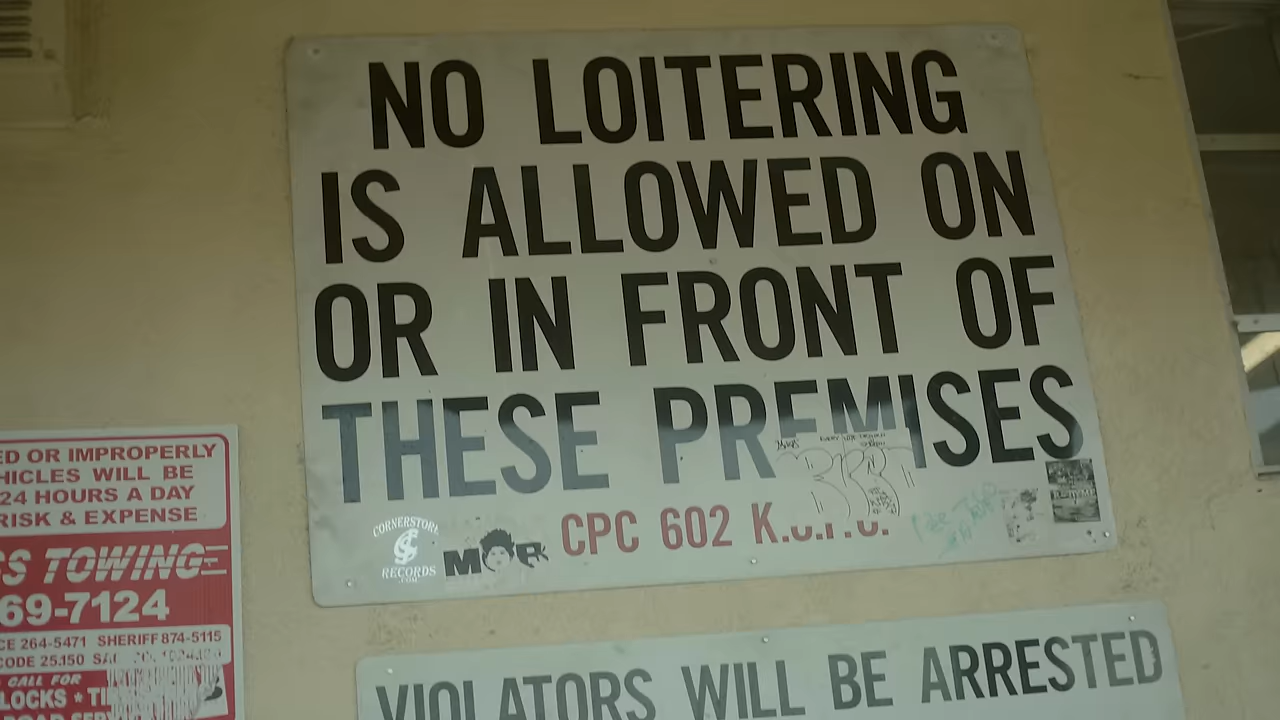 NO LOITERING
IS ALLOWED ON
OR IN FRONT OF
THESE PREMISES
CPC 602
CORNERSTONE
RECORDS
.COM
ED OR IMPROPERLY
HICLES WILL BE
24 HOURS A DAY
RISK & EXPENSE
SS TOWING
69-7124
CE 264-5471 SHERIFF 874-5115
CODE 25.150
CALL FOR
LOCKS
VIOLATORS WILL BE ARRESTED